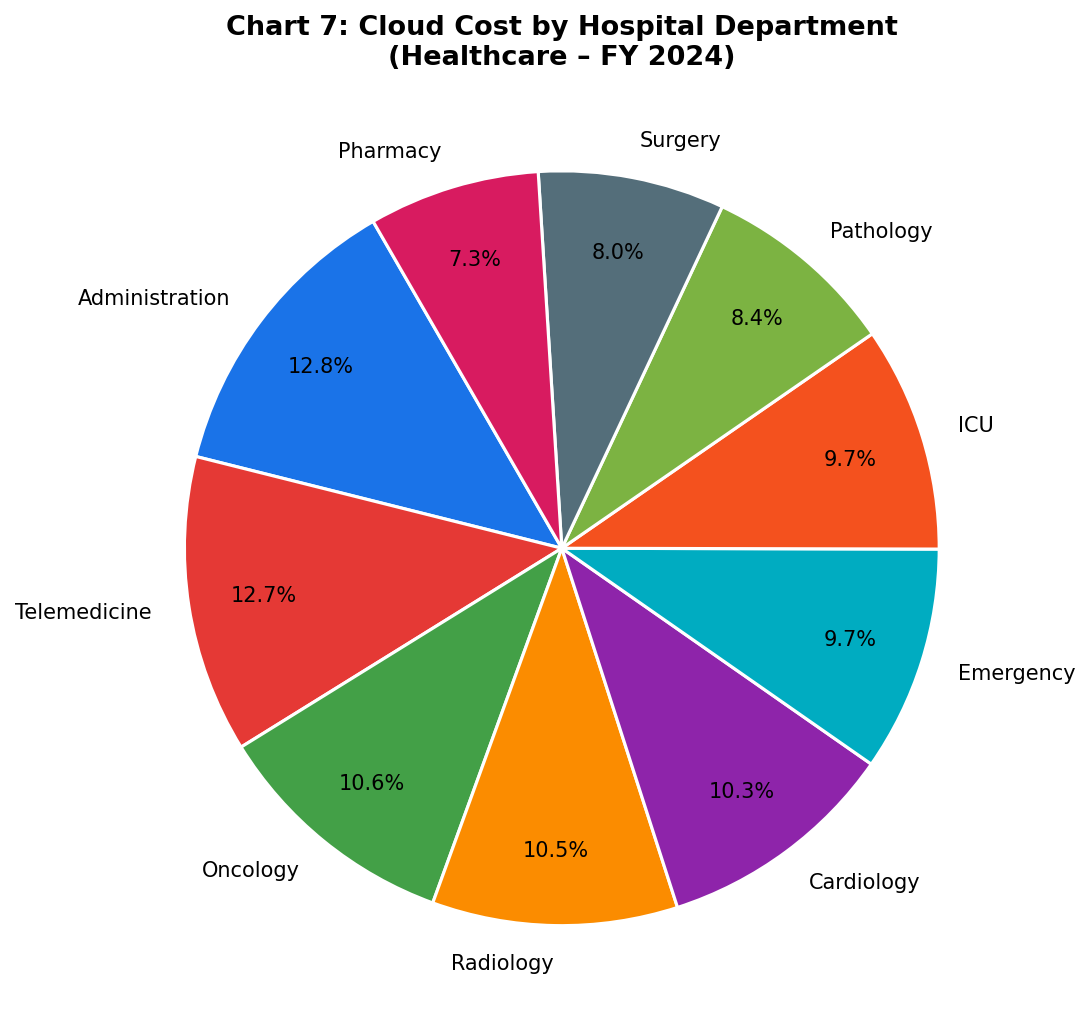 Chart 7: Cloud Cost by Hospital Department
(Healthcare – FY 2024)
Surgery
Pharmacy
Pathology
8.0%
7.3%
Administration
8.4%
12.8%
ICU
9.7%
12.7%
Telemedicine
9.7%
Emergency
10.6%
10.3%
10.5%
Oncology
Cardiology
Radiology